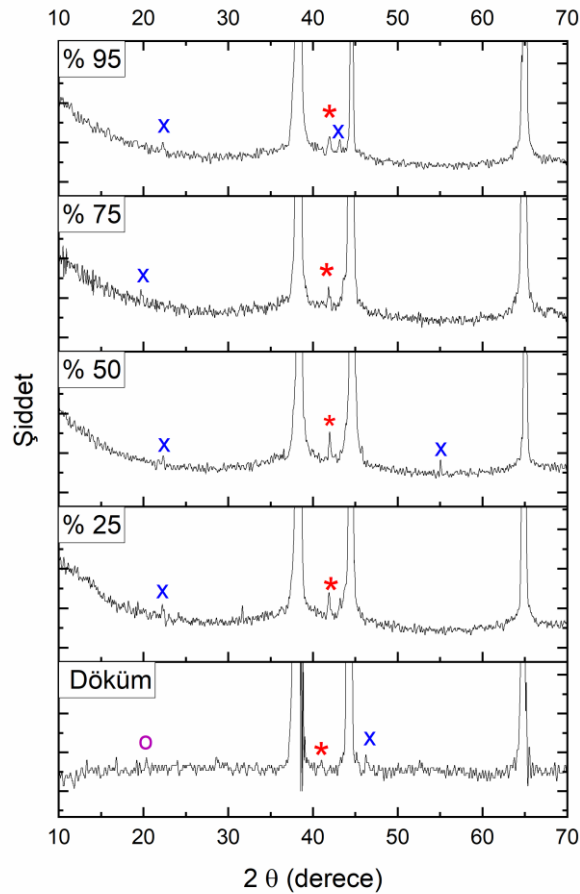 10 20 30 40 50 60 70
% 95
x * x
% 75
x *
% 50
x * x
% 25
x *
Döküm
o * x
10 20 30 40 50 60 70
2 θ (derece)
Şiddet